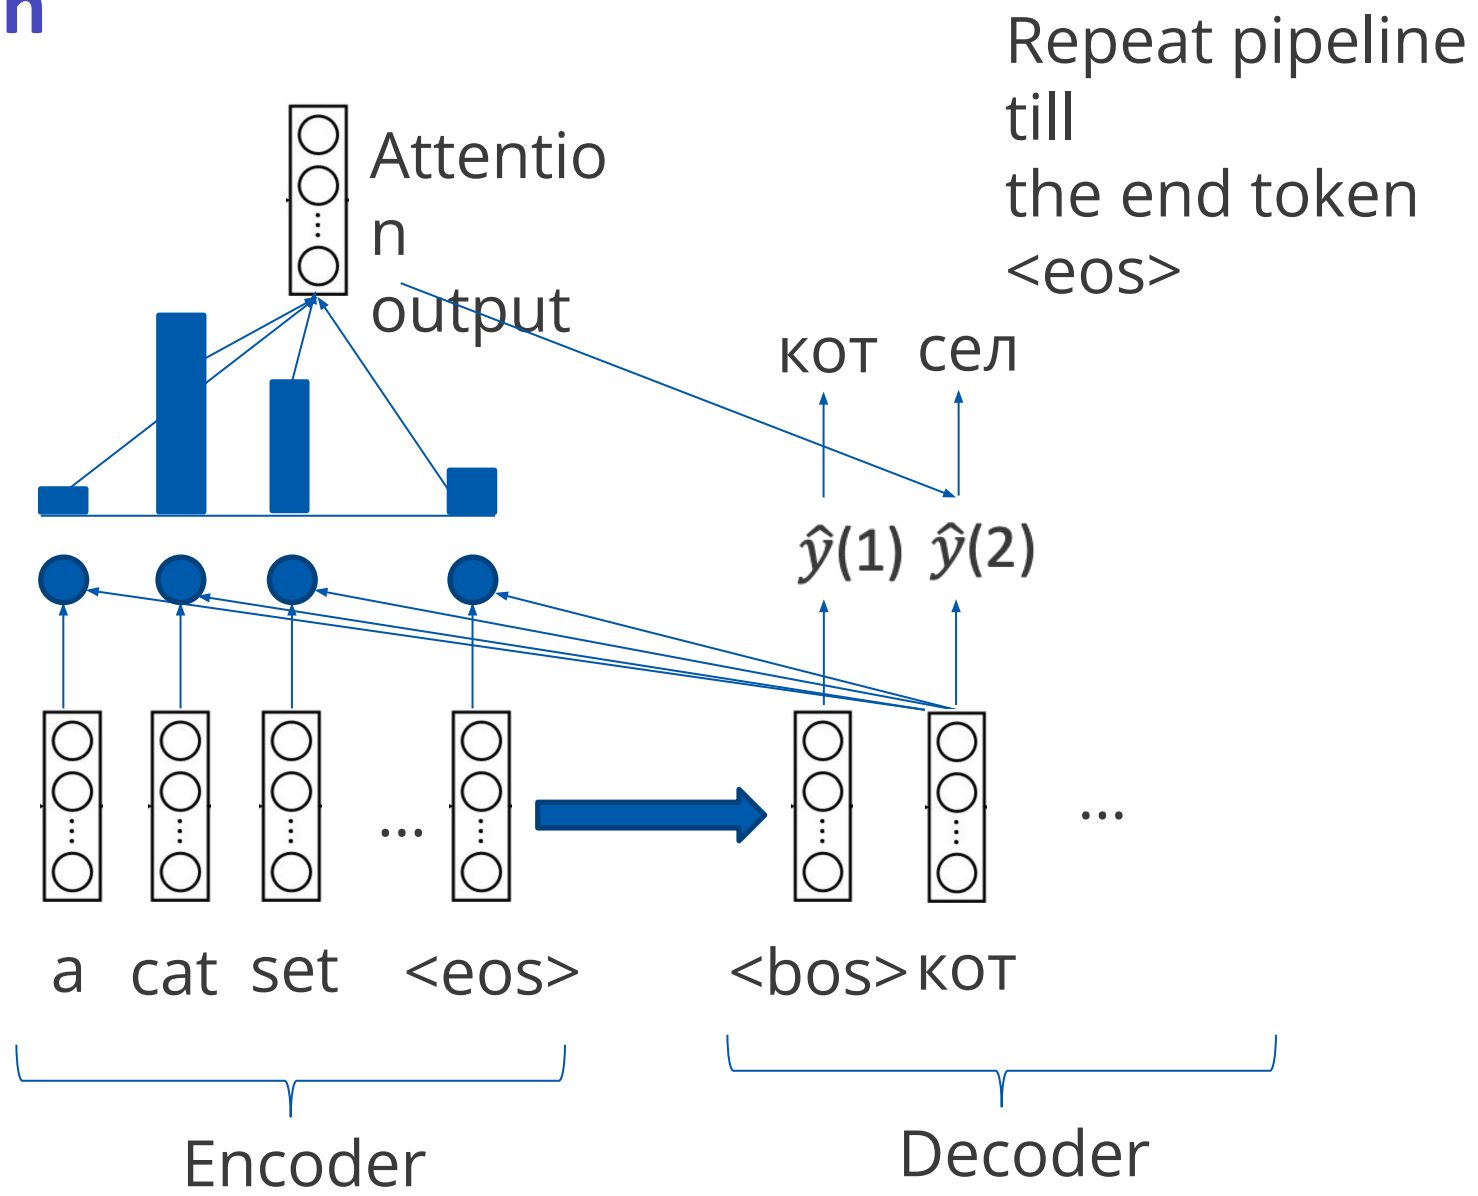 n
Repeat pipeline
till
the end token
<eos>
Attentio
n
output
кот сел
ŷ(1) ŷ(2)
...
...
a cat set <eos> <bos> кот
Encoder
Decoder